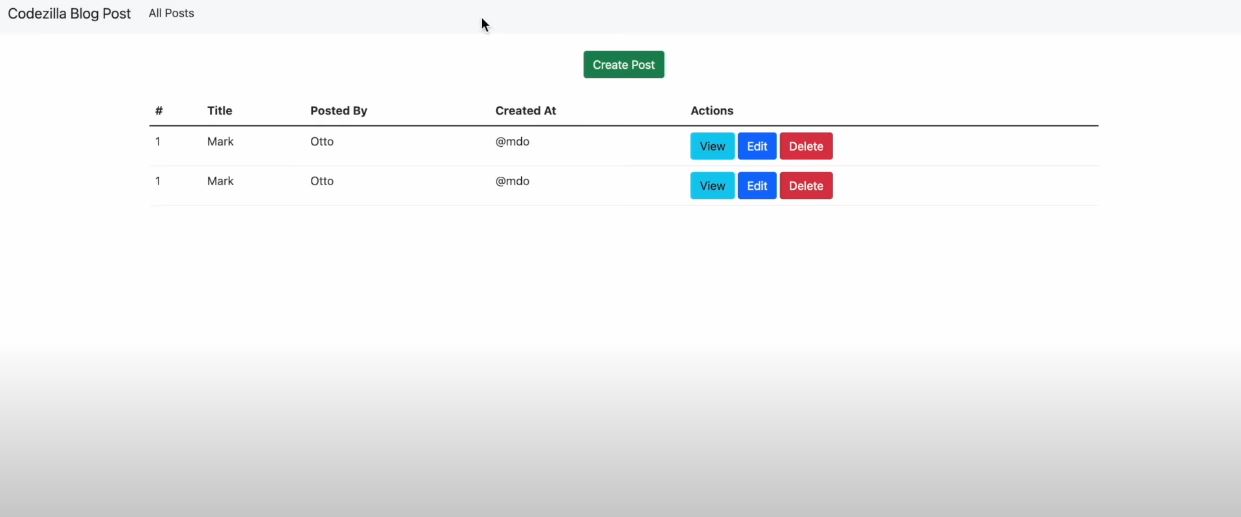 Codezilla Blog Post All Posts
Create Post
# Title Posted By Created At Actions
1 Mark Otto @mdo View Edit Delete
1 Mark Otto @mdo View Edit Delete